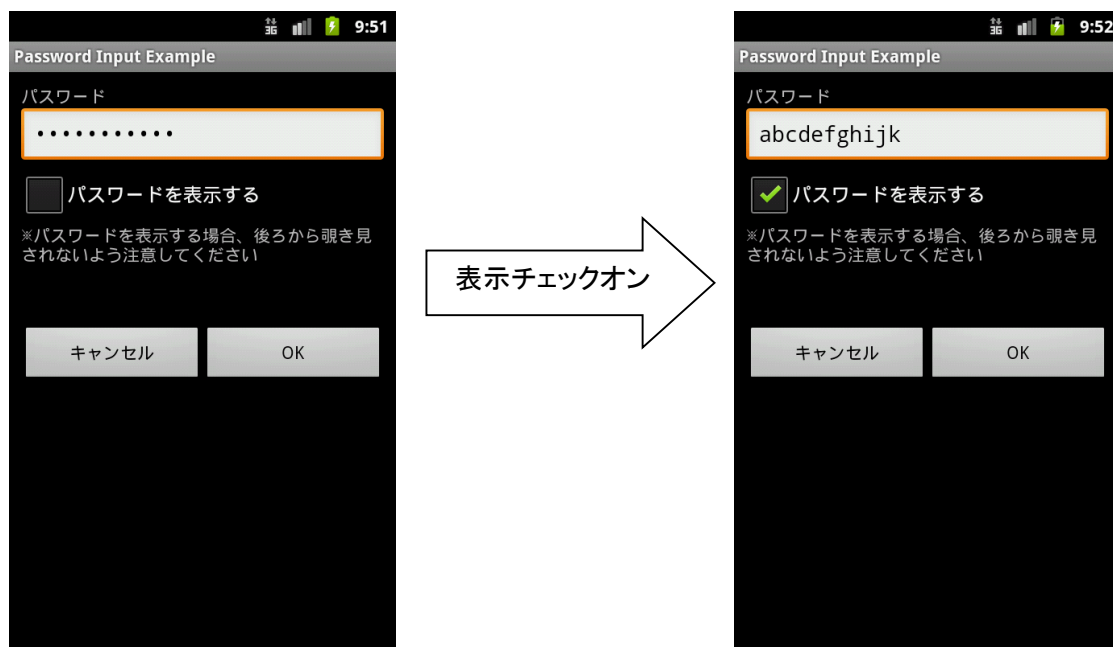 3G 9:51
Password Input Example
パスワード
•••••••••••
パスワードを表示する
※パスワードを表示する場合、後ろから覗き見
されないよう注意してください
キャンセル
OK
表示チェックオン
3G 9:52
Password Input Example
パスワード
abcdefghijk
パスワードを表示する
※パスワードを表示する場合、後ろから覗き見
されないよう注意してください
キャンセル
OK